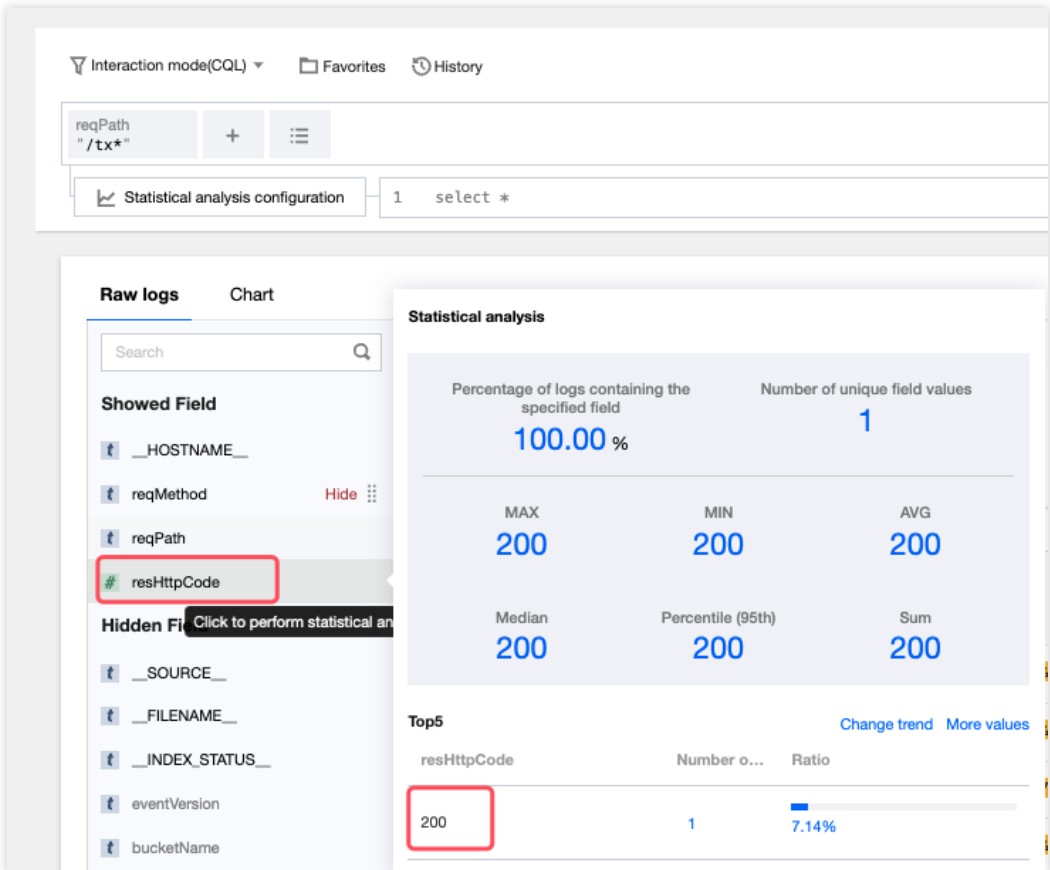 Interaction mode(CQL) Favorites History
reqPath
"/tx*"
+
Statistical analysis configuration 1 select *
Raw logs Chart
Search
Showed Field
t __HOSTNAME__
t reqMethod Hide
t reqPath
# resHttpCode
Click to perform statistical an
Hidden Fie
t __SOURCE__
t __FILENAME__
t __INDEX_STATUS__
t eventVersion
t bucketName
Statistical analysis
Percentage of logs containing the
specified field
100.00 %
Number of unique field values
1
MAX MIN AVG
200 200 200
Median Percentile (95th) Sum
200 200 200
Top5 Change trend More values
resHttpCode Number o... Ratio
200 1 7.14%